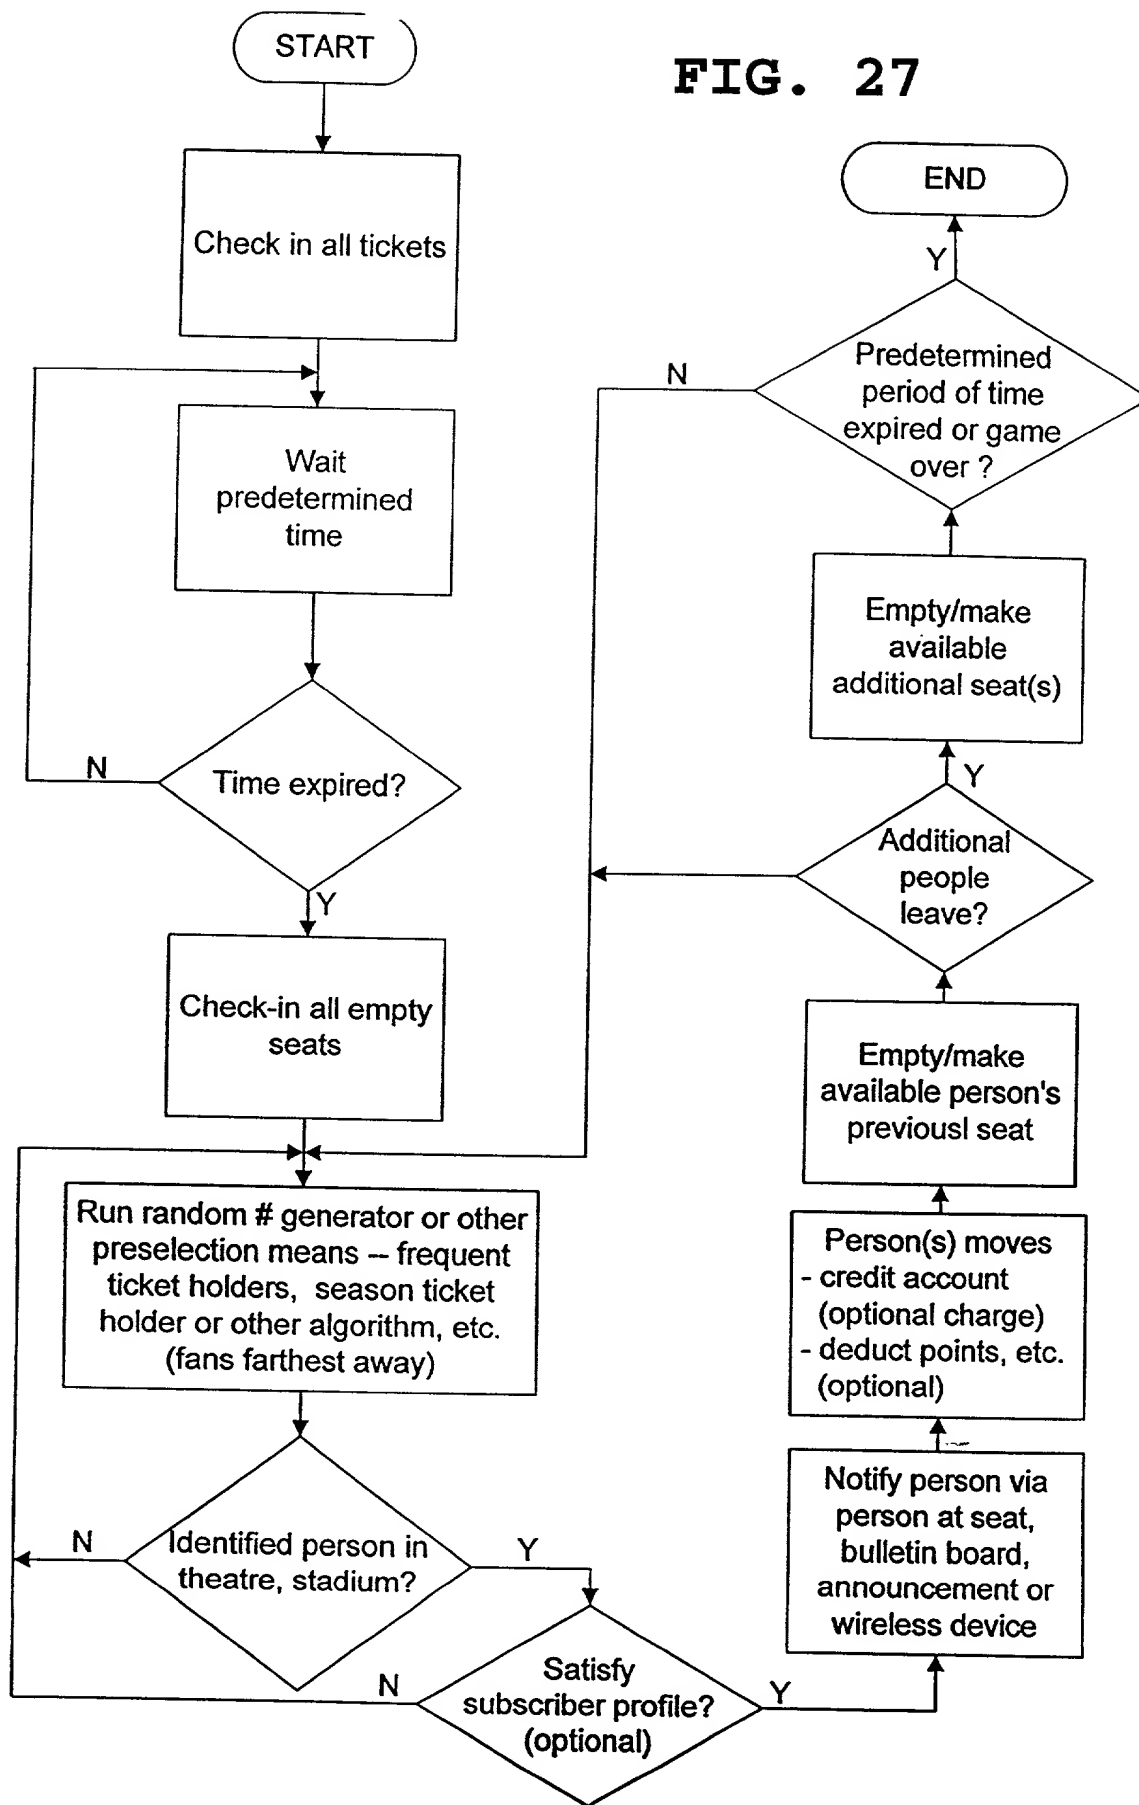 START
FIG. 27
Check in all tickets
Wait
predetermined
time
N
Time expired?
Y
Check-in all empty
seats
Run random # generator or other
preselection means -- frequent
ticket holders, season ticket
holder or other algorithm, etc.
(fans farthest away)
N
Identified person in
theatre, stadium?
Y
N
Satisfy
subscriber profile?
(optional)
Y
Notify person via
person at seat,
bulletin board,
announcement or
wireless device
Person(s) moves
- credit account
(optional charge)
- deduct points, etc.
(optional)
Empty/make
available person's
previousl seat
Additional
people
leave?
Y
Empty/make
available
additional seat(s)
Predetermined
period of time
expired or game
over ?
N
Y
END